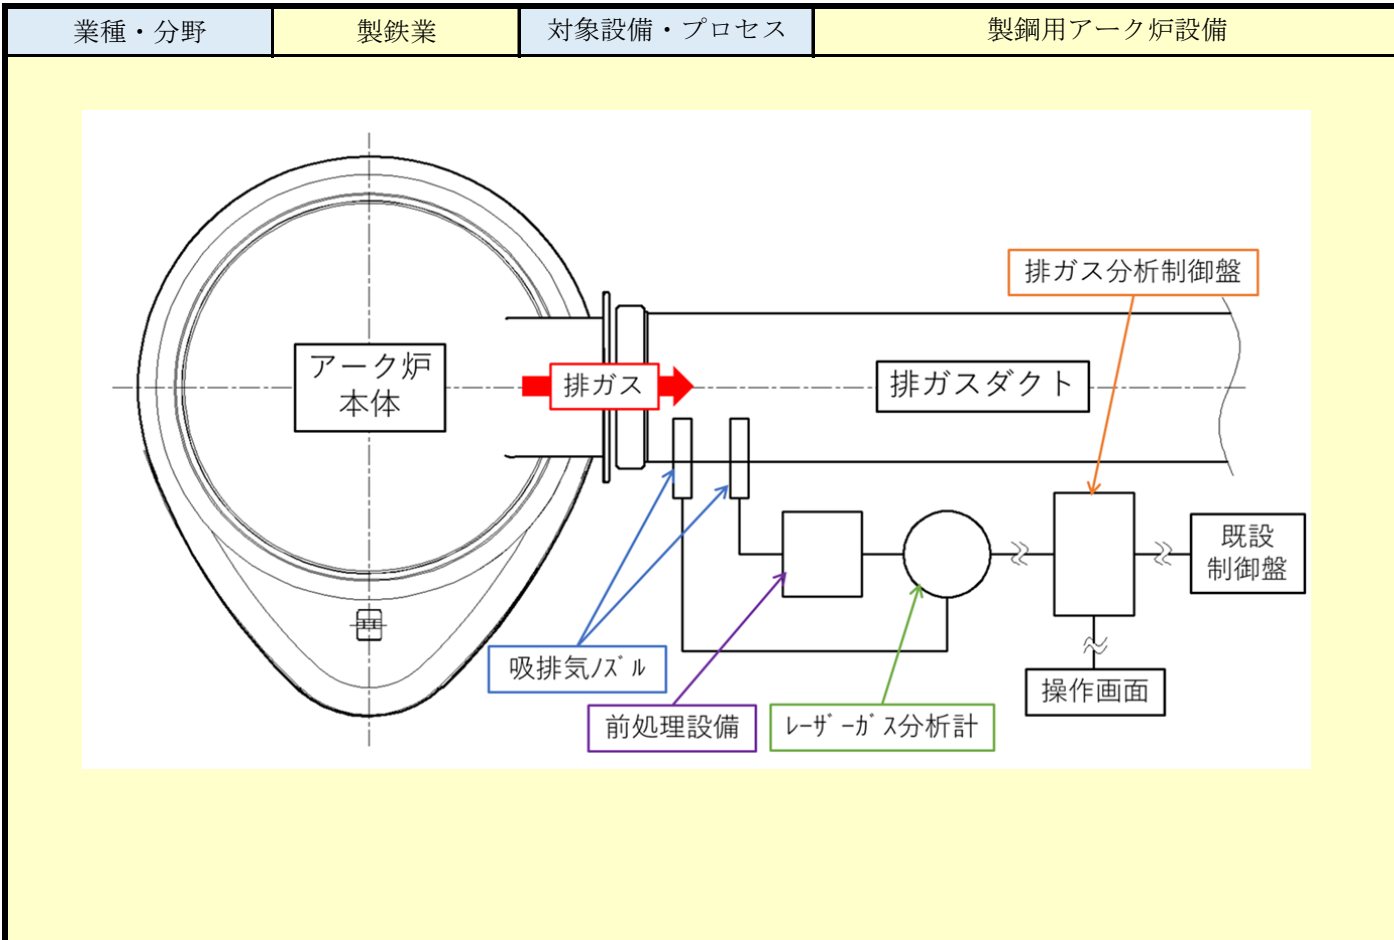 業種・分野
製鉄業
対象設備・プロセス
製鋼用アーク炉設備
排ガス分析制御盤
アーク炉
本体
排ガス
排ガスダクト
既設
制御盤
吸排気ﾉｽﾞﾙ
操作画面
前処理設備
ﾚｰｻﾞｰｶﾞｽ分析計